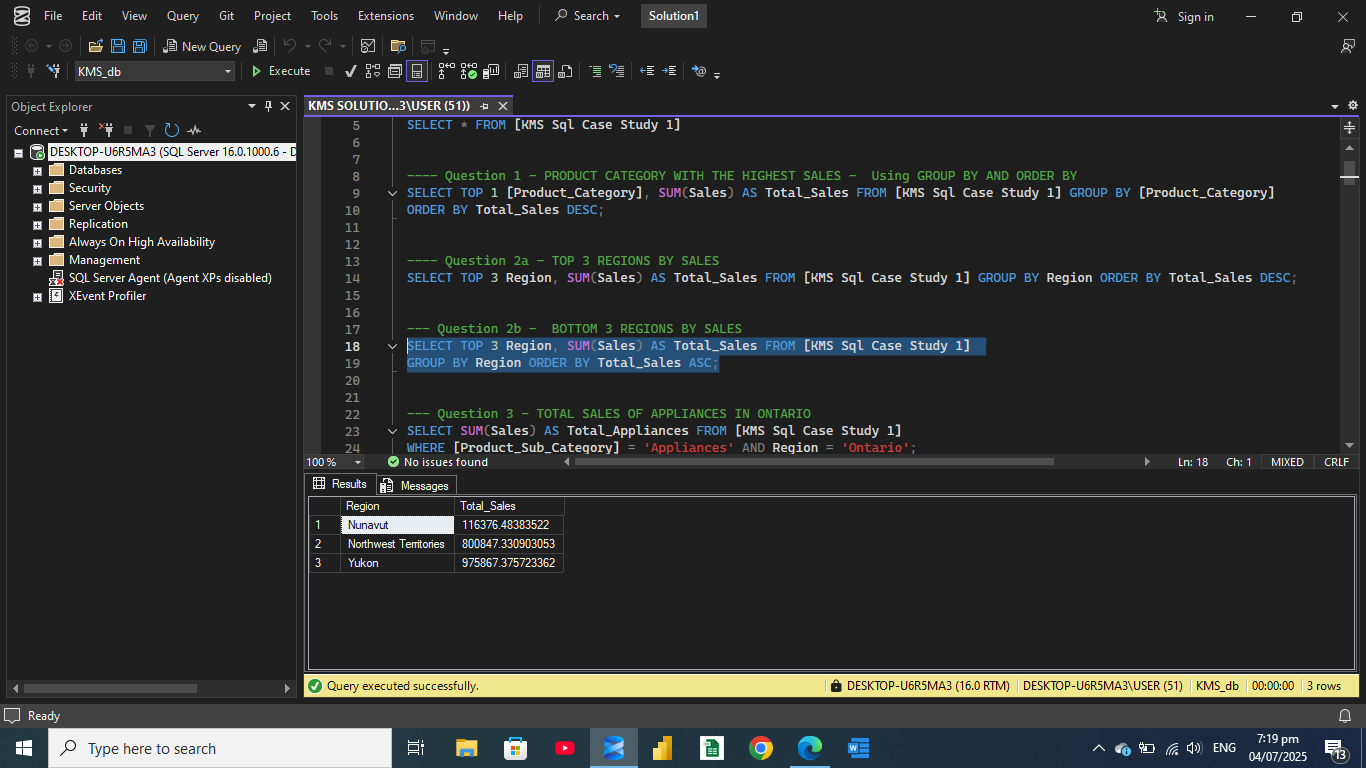 File Edit View Query Git Project Tools Extensions Window Help Search Solution1 Sign in
New Query
KMS_db Execute
Object Explorer
Connect
DESKTOP-U6R5MA3 (SQL Server 16.0.1000.6 - D
Databases
Security
Server Objects
Replication
Always On High Availability
Management
SQL Server Agent (Agent XPs disabled)
XEvent Profiler
KMS SOLUTIO...3\USER (51))
5 SELECT * FROM [KMS Sql Case Study 1]
6
7
8 ---- Question 1 - PRODUCT CATEGORY WITH THE HIGHEST SALES - Using GROUP BY AND ORDER BY
9 SELECT TOP 1 [Product_Category], SUM(Sales) AS Total_Sales FROM [KMS Sql Case Study 1] GROUP BY [Product_Category]
10 ORDER BY Total_Sales DESC;
11
12
13 ---- Question 2a - TOP 3 REGIONS BY SALES
14 SELECT TOP 3 Region, SUM(Sales) AS Total_Sales FROM [KMS Sql Case Study 1] GROUP BY Region ORDER BY Total_Sales DESC;
15
16
17 --- Question 2b - BOTTOM 3 REGIONS BY SALES
18 SELECT TOP 3 Region, SUM(Sales) AS Total_Sales FROM [KMS Sql Case Study 1]
19 GROUP BY Region ORDER BY Total_Sales ASC;
20
21
22 --- Question 3 - TOTAL SALES OF APPLIANCES IN ONTARIO
23 SELECT SUM(Sales) AS Total_Appliances FROM [KMS Sql Case Study 1]
24 WHERE [Product_Sub_Category] = 'Appliances' AND Region = 'Ontario';
100 % No issues found Ln: 18 Ch: 1 MIXED CRLF
Results Messages
Region Total_Sales
1 Nunavut 116376.48383522
2 Northwest Territories 800847.330903053
3 Yukon 975867.375723362
Query executed successfully. DESKTOP-U6R5MA3 (16.0 RTM) DESKTOP-U6R5MA3\USER (51) KMS_db 00:00:00 3 rows
Ready
Type here to search
ENG
7:19 pm
04/07/2025
13